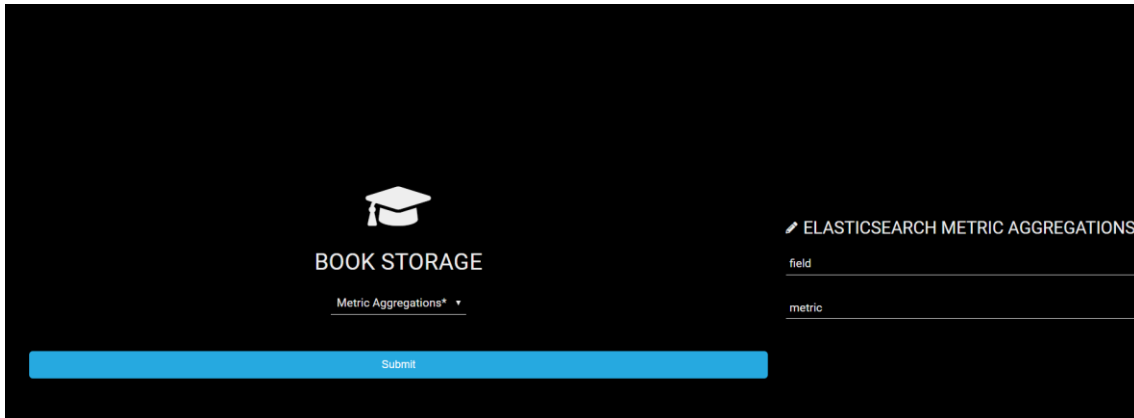 BOOK STORAGE
Metric Aggregations*
Submit
ELASTICSEARCH METRIC AGGREGATIONS
field
metric